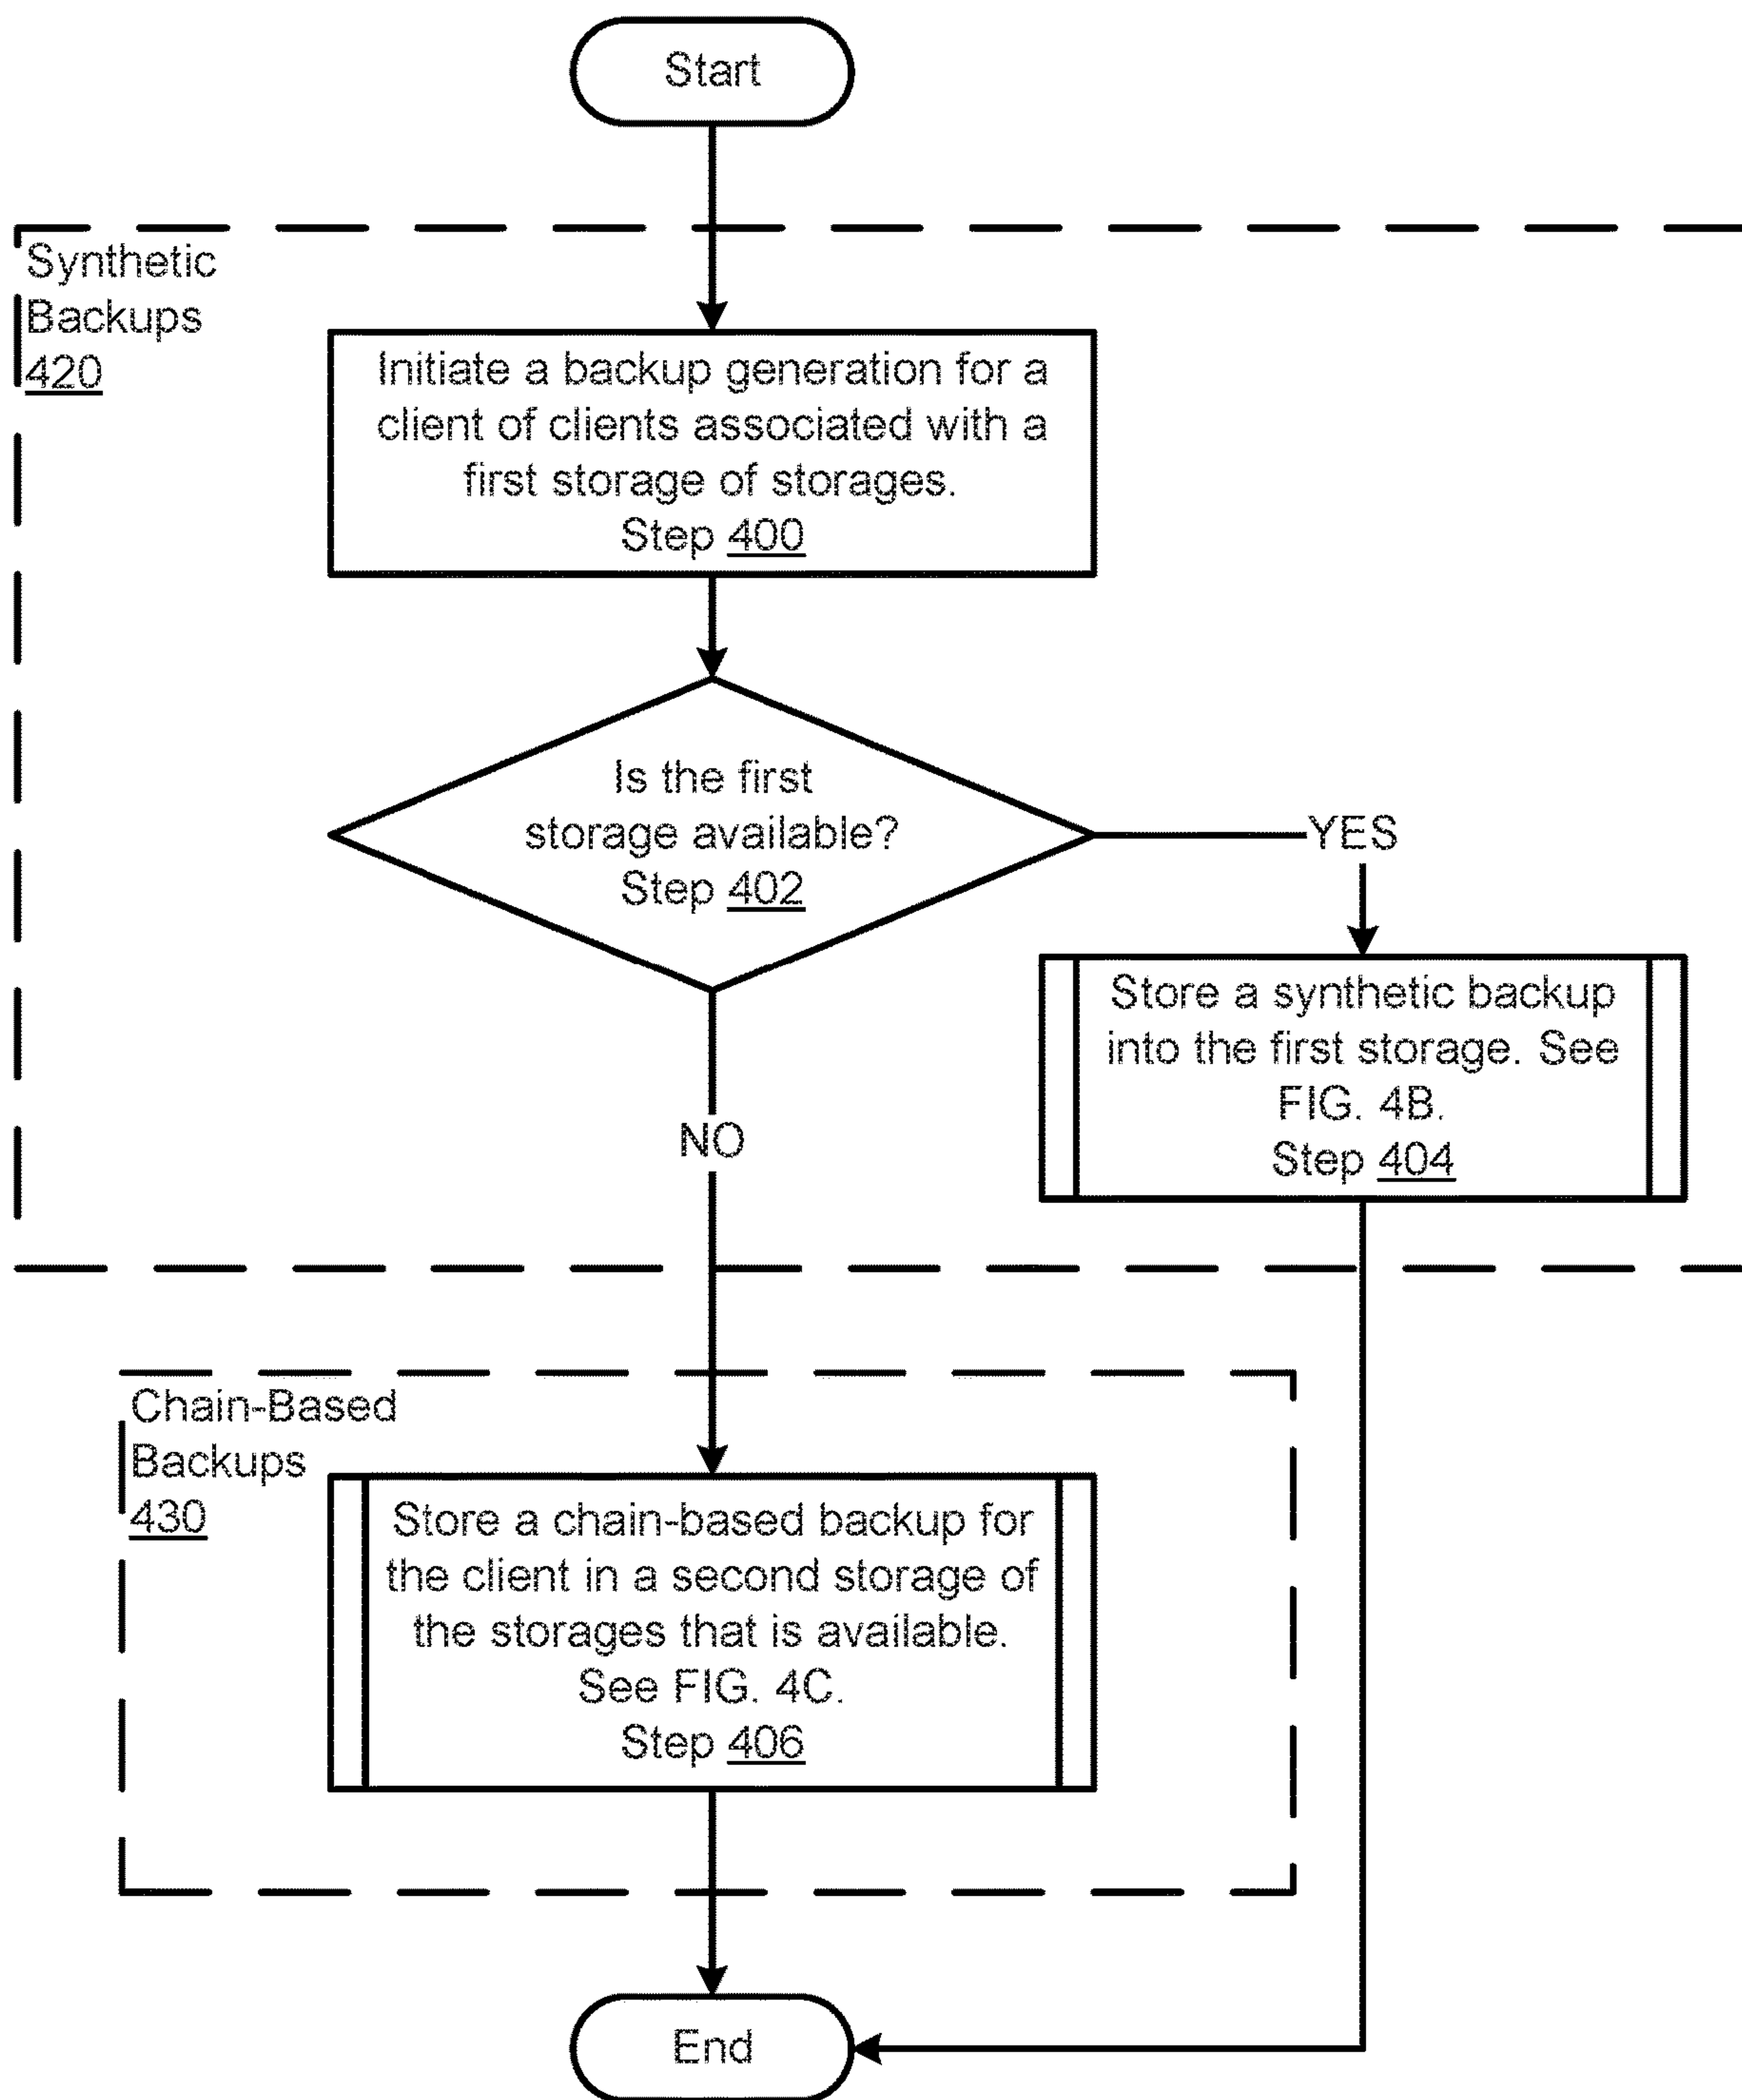 Start
Synthetic
Backups
420
Initiate a backup generation for a
client of clients associated with a
first storage of storages.
Step 400
Is the first
storage available?
Step 402
YES
Store a synthetic backup
into the first storage. See
FIG. 4B.
Step 404
NO
Chain-Based
Backups
430
Store a chain-based backup for
the client in a second storage of
the storages that is available.
See FIG. 4C.
Step 406
End